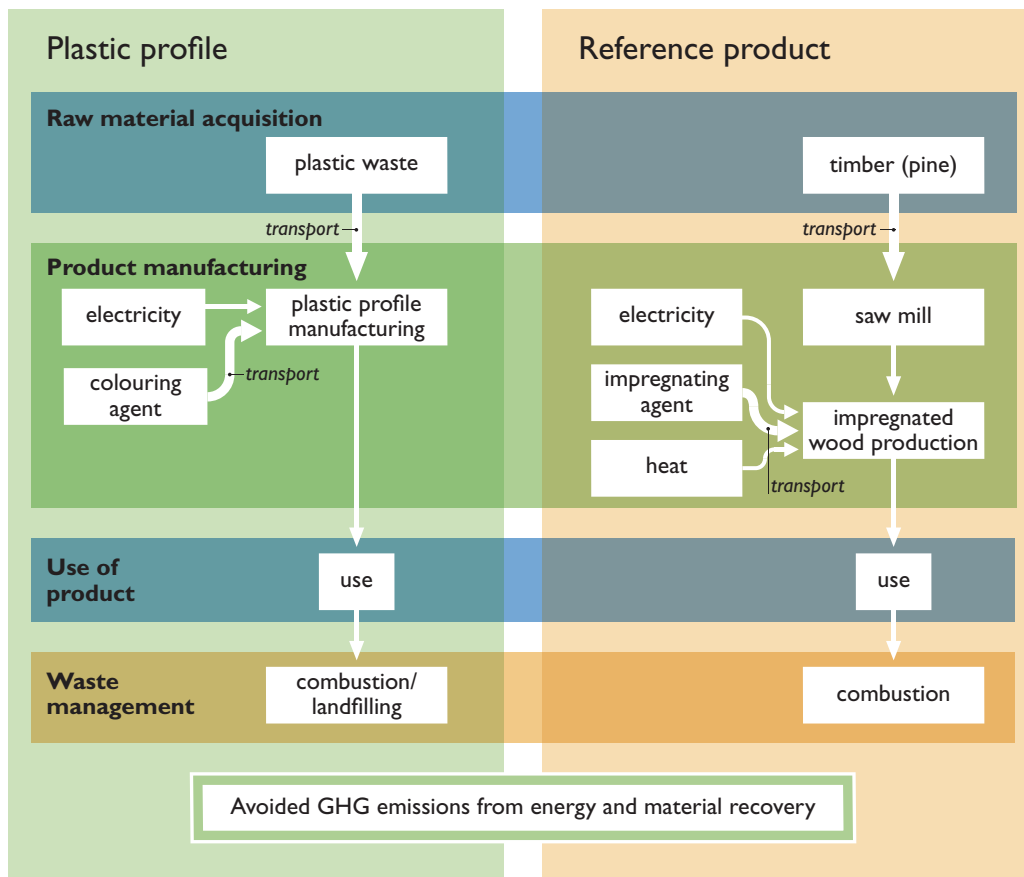 Plastic profile
Reference product
Raw material acquisition
plastic waste
timber (pine)
transport
transport
Product manufacturing
electricity
plastic profile
manufacturing
colouring
agent
transport
electricity
saw mill
impregnating
agent
impregnated
wood production
heat
transport
Use of
product
use
use
Waste
management
combustion/
landfilling
combustion
Avoided GHG emissions from energy and material recovery